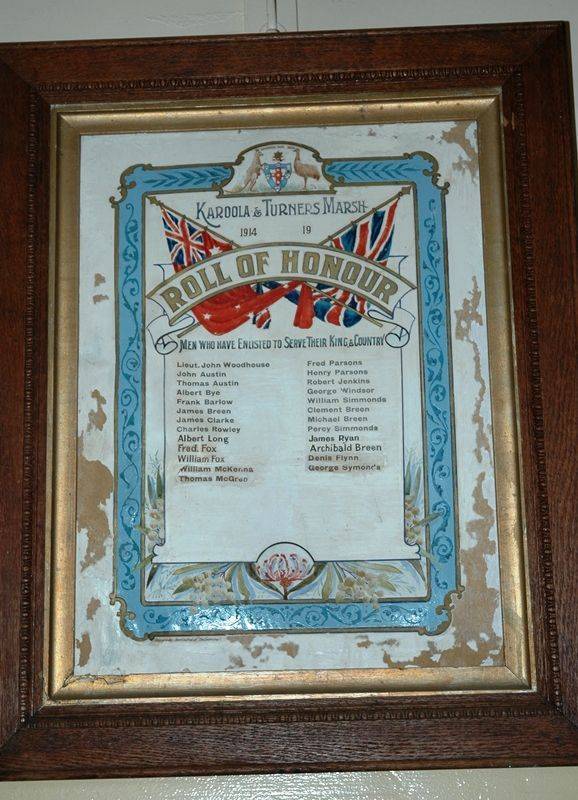 KAROOLA & TURNERS MARSH
1914 19
ROLL OF HONOUR
MEN WHO HAVE ENLISTED TO SERVE THEIR KING & COUNTRY
Lieut. John Woodhouse
John Austin
Thomas Austin
Albert Bye
Frank Barlow
James Breen
James Clarke
Charles Rowley
Albert Long
Fred. Fox
William Fox
William McKenna
Thomas McGren
Fred Parsons
Henry Parsons
Robert Jenkins
George Windsor
William Simmonds
Clement Breen
Michael Breen
Percy Simmonds
James Ryan
Archibald Breen
Denis Flynn
George Symonds